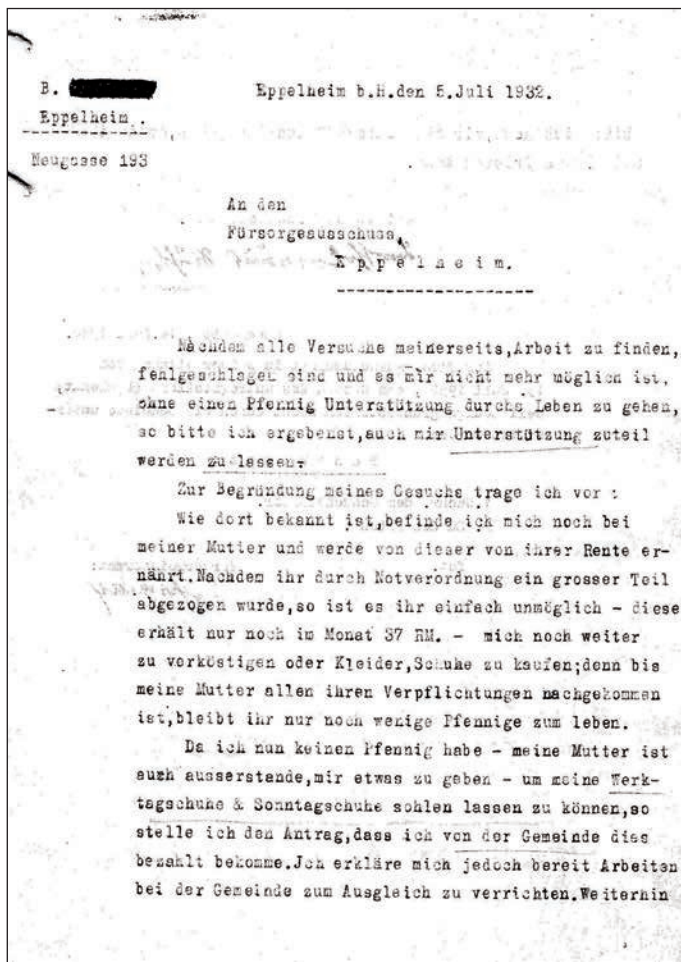 B.
Eppelheim b.H.den 5.Juli 1932.
Eppelheim .
Neugasse 193
An den
Fürsorgeausschuss,
E p p e l h e i m.
Nachdem alle Versuche meinerseits,Arbeit zu finden,
fehlgeschlagen sind und es mir nicht mehr möglich ist,
ohne einen Pfennig Unterstützung durchs Leben zu gehen,
so bitte ich ergebenst,auch mir Unterstützung zuteil
werden zu lassen.
Zur Begründung meines Gesuchs trage ich vor :
Wie dort bekannt ist,befinde ich mich noch bei
meiner Mutter und werde von dieser von ihrer Rente er-
nährt.Nachdem ihr durch Notverordnung ein grosser Teil
abgezogen wurde,so ist es ihr einfach unmöglich - diese
erhält nur noch im Monat 37 RM. - mich noch weiter
zu verköstigen oder Kleider,Schuhe zu kaufen;denn bis
meine Mutter allen ihren Verpflichtungen nachgekommen
ist,bleibt ihr nur noch wenige Pfennige zum leben.
Da ich nun keinen Pfennig habe - meine Mutter ist
auch ausserstande,mir etwas zu geben - um meine Werk-
tagschuhe & Sonntagschuhe sohlen lassen zu können,so
stelle ich den Antrag,dass ich von der Gemeinde dies
bezahlt bekomme.Jch erkläre mich jedoch bereit Arbeiten
bei der Gemeinde zum Ausgleich zu verrichten.Weiterhin